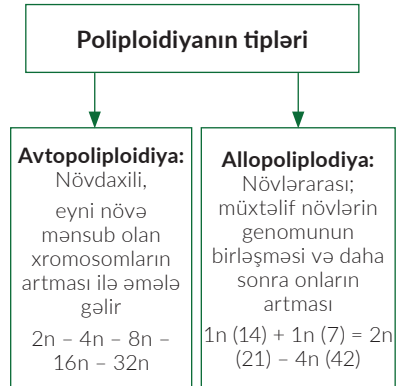 Poliploidiyanın tipləri
Avtopoliploidiya:
Növdaxili,
eyni növə
mənsub olan
xromosomların
artması ilə əmələ
gəlir
2n – 4n – 8n –
16n – 32n
Allopoliplodiya:
Növlərarası;
müxtəlif növlərin
genomunun
birləşməsi və daha
sonra onların
artması
1n (14) + 1n (7) = 2n
(21) – 4n (42)